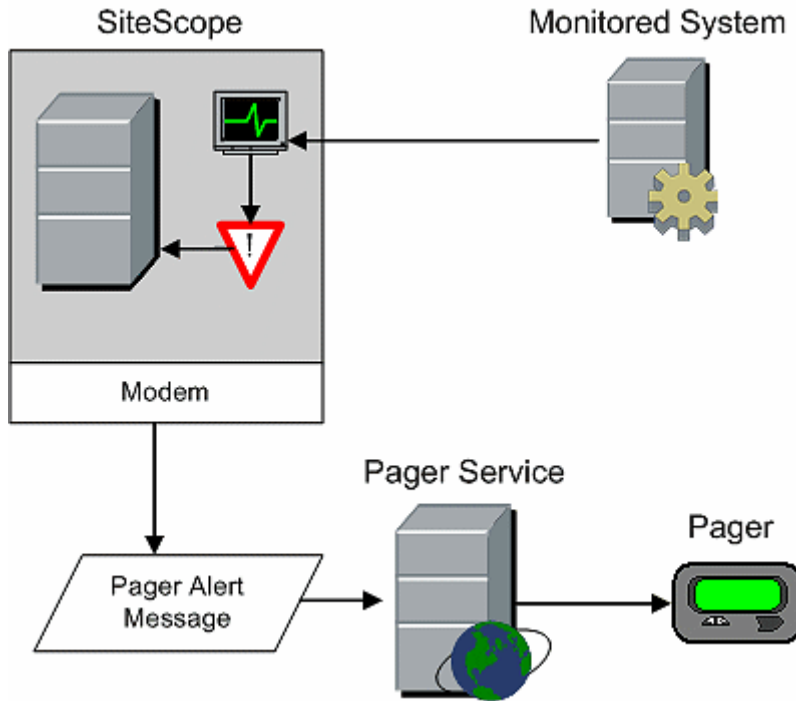 SiteScope
Monitored System
!
Modem
Pager Service
Pager
Pager Alert
Message